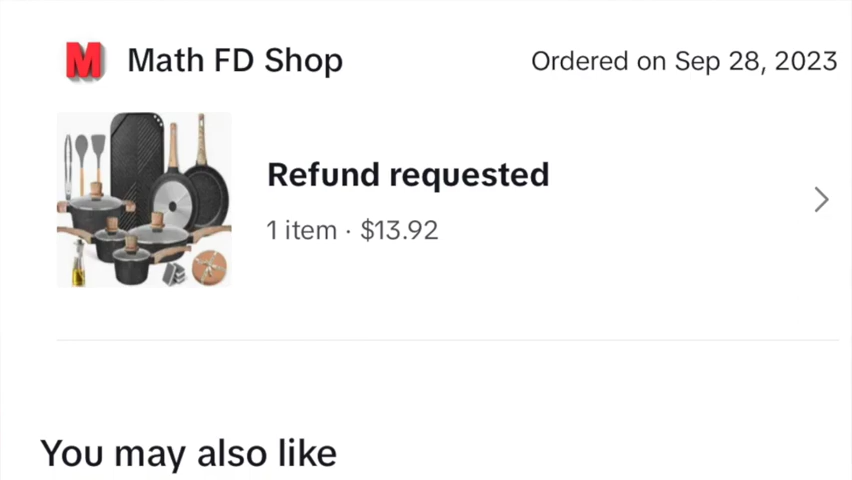 M Math FD Shop Ordered on Sep 28, 2023
Refund requested
1 item · $13.92
You may also like